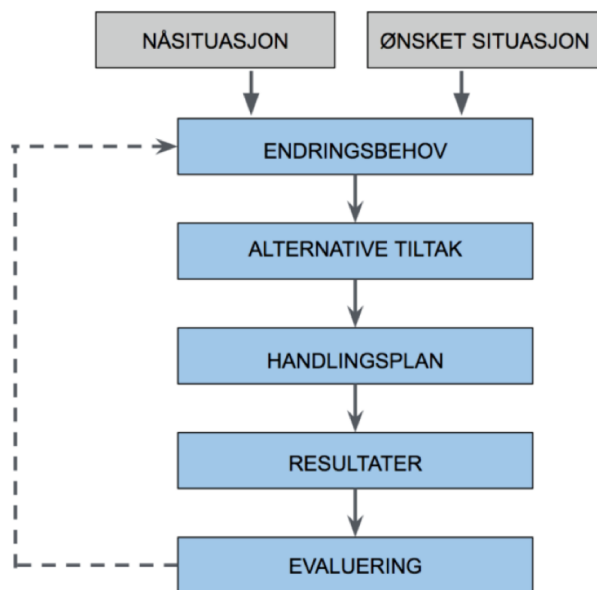 NÅSITUASJON
ØNSKET SITUASJON
ENDRINGSBEHOV
ALTERNATIVE TILTAK
HANDLINGSPLAN
RESULTATER
EVALUERING